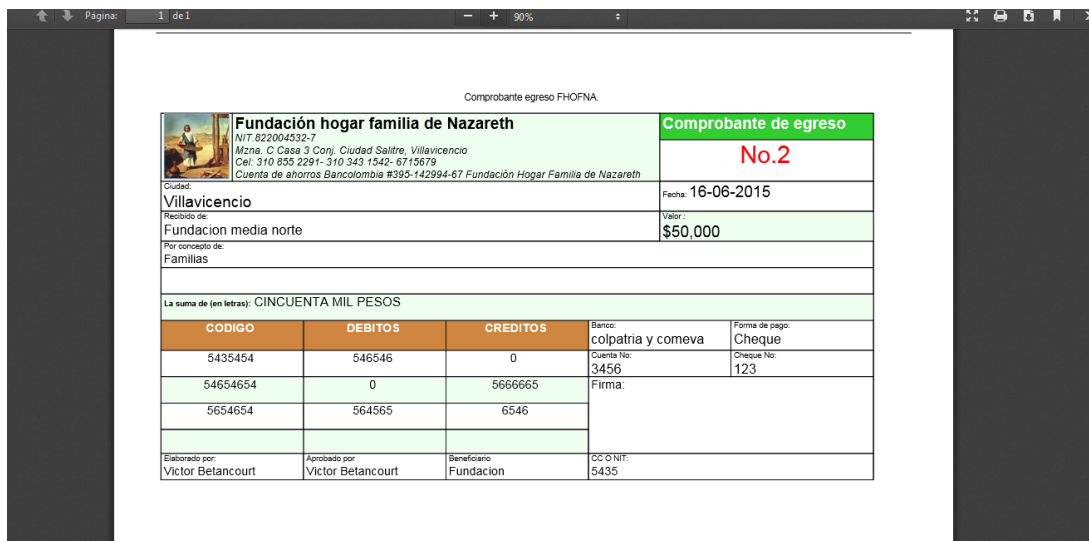 Página: 1 de 1 90%
Comprobante egreso FHOFNA.
Fundación hogar familia de Nazareth
NIT.822004532-7
Mzna. C Casa 3 Conj. Ciudad Salitre, Villavicencio
Cel: 310 855 2291- 310 343 1542- 6715679
Cuenta de ahorros Bancolombia #395-142994-67 Fundación Hogar Familia de Nazareth
Comprobante de egreso
No.2
Ciudad:
Villavicencio
Fecha: 16-06-2015
Recibido de:
Fundacion media norte
Valor :
$50,000
Por concepto de:
Familias
La suma de (en letras): CINCUENTA MIL PESOS
CODIGO DEBITOS CREDITOS
5435454 546546 0
54654654 0 5666665
5654654 564565 6546
Banco:
colpatria y comeva
Forma de pago:
Cheque
Cuenta No:
3456
Cheque No:
123
Firma:
Elaborado por:
Victor Betancourt
Aprobado por
Victor Betancourt
Beneficiario
Fundacion
CC O NIT:
5435